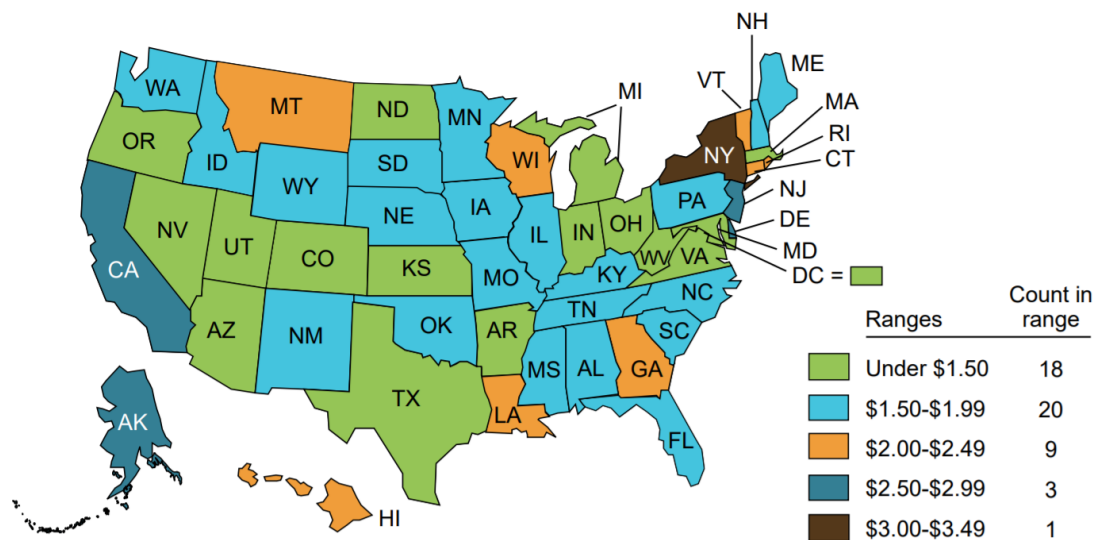 NH
VT
ME
WA
MT
ND
MN
MI
MA
RI
CT
OR
ID
SD
WI
NY
WY
NJ
NE
IA
PA
DE
NV
UT
CO
KS
IL
IN
OH
WV
VA
MD
DC =
CA
MO
KY
NC
AZ
NM
OK
AR
TN
SC
MS
AL
GA
TX
LA
FL
AK
HI
Ranges Count in range
Under $1.50 18
$1.50-$1.99 20
$2.00-$2.49 9
$2.50-$2.99 3
$3.00-$3.49 1